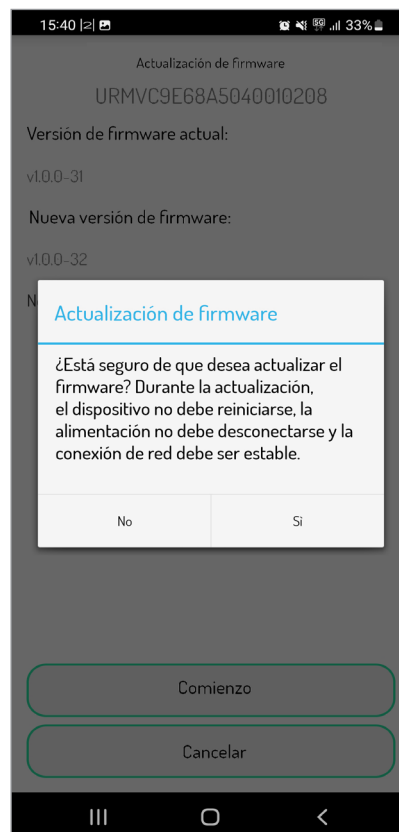 15:40 |2| 33%
Actualización de firmware
URMVC9E68A5040010208
Versión de firmware actual:
v1.0.0-31
Nueva versión de firmware:
v1.0.0-32
Actualización de firmware
¿Está seguro de que desea actualizar el
firmware? Durante la actualización,
el dispositivo no debe reiniciarse, la
alimentación no debe desconectarse y la
conexión de red debe ser estable.
No Si
Comienzo
Cancelar